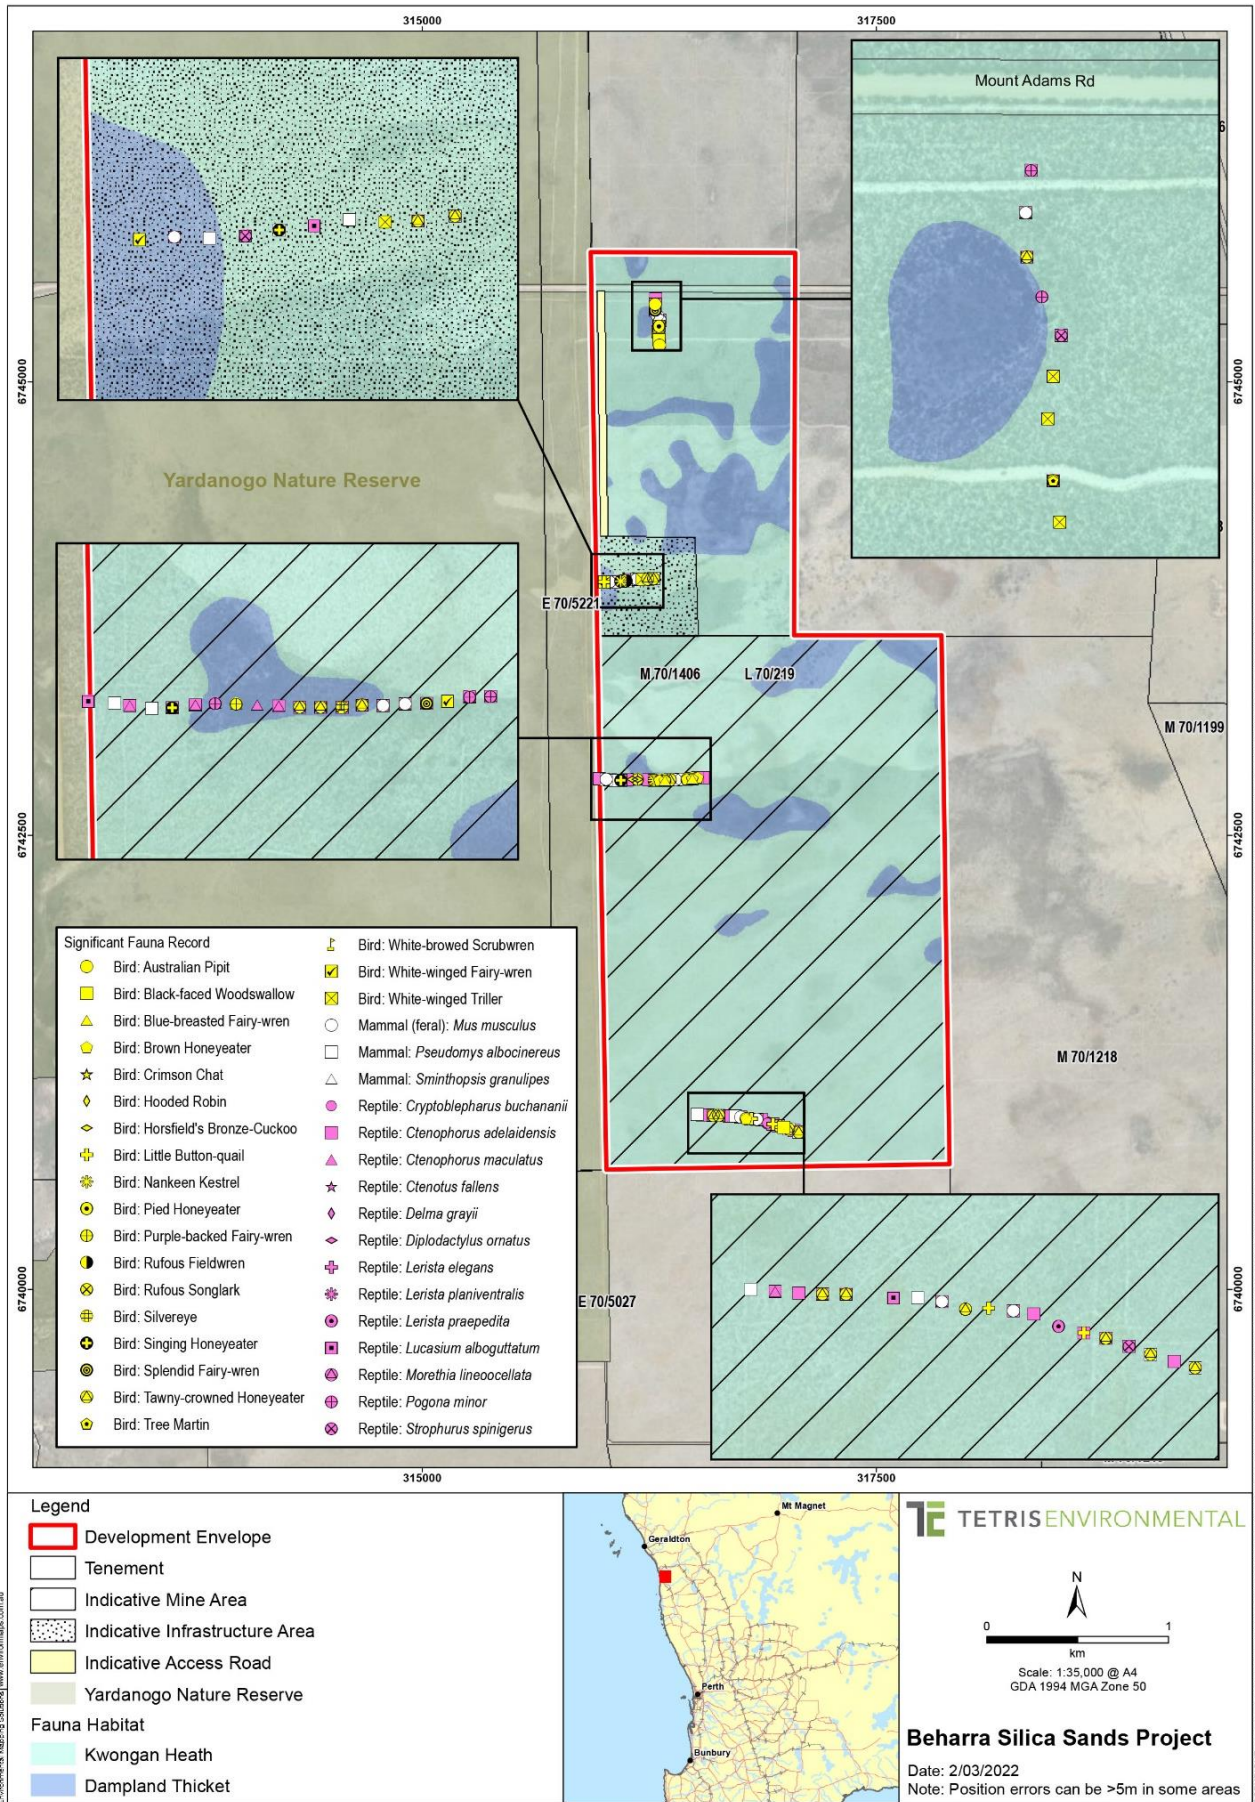 315000
317500
Mount Adams Rd
6745000
6745000
Yardanogo Nature Reserve
E 70/5221
M 70/1406
L 70/219
M 70/1199
6742500
6742500
M 70/1218
Significant Fauna Record
Bird: Australian Pipit
Bird: Black-faced Woodswallow
Bird: Blue-breasted Fairy-wren
Bird: Brown Honeyeater
Bird: Crimson Chat
Bird: Hooded Robin
Bird: Horsfield's Bronze-Cuckoo
Bird: Little Button-quail
Bird: Nankeen Kestrel
Bird: Pied Honeyeater
Bird: Purple-backed Fairy-wren
Bird: Rufous Fieldwren
Bird: Rufous Songlark
Bird: Silvereye
Bird: Singing Honeyeater
Bird: Splendid Fairy-wren
Bird: Tawny-crowned Honeyeater
Bird: Tree Martin
Bird: White-browed Scrubwren
Bird: White-winged Fairy-wren
Bird: White-winged Triller
Mammal (feral): Mus musculus
Mammal: Pseudomys albocinereus
Mammal: Sminthopsis granulipes
Reptile: Cryptoblepharus buchananii
Reptile: Ctenophorus adelaidensis
Reptile: Ctenophorus maculatus
Reptile: Ctenotus fallens
Reptile: Delma grayii
Reptile: Diplodactylus ornatus
Reptile: Lerista elegans
Reptile: Lerista planiventralis
Reptile: Lerista praepedita
Reptile: Lucasium alboguttatum
Reptile: Morethia lineoocellata
Reptile: Pogona minor
Reptile: Strophurus spinigerus
6740000
E 70/5027
6740000
315000
317500
Legend
Development Envelope
Tenement
Indicative Mine Area
Indicative Infrastructure Area
Indicative Access Road
Yardanogo Nature Reserve
Fauna Habitat
Kwongan Heath
Dampland Thicket
Mt Magnet
Geraldton
Perth
Bunbury
TETRIS ENVIRONMENTAL
N
0 1
km
Scale: 1:35,000 @ A4
GDA 1994 MGA Zone 50
Beharra Silica Sands Project
Date: 2/03/2022
Note: Position errors can be >5m in some areas